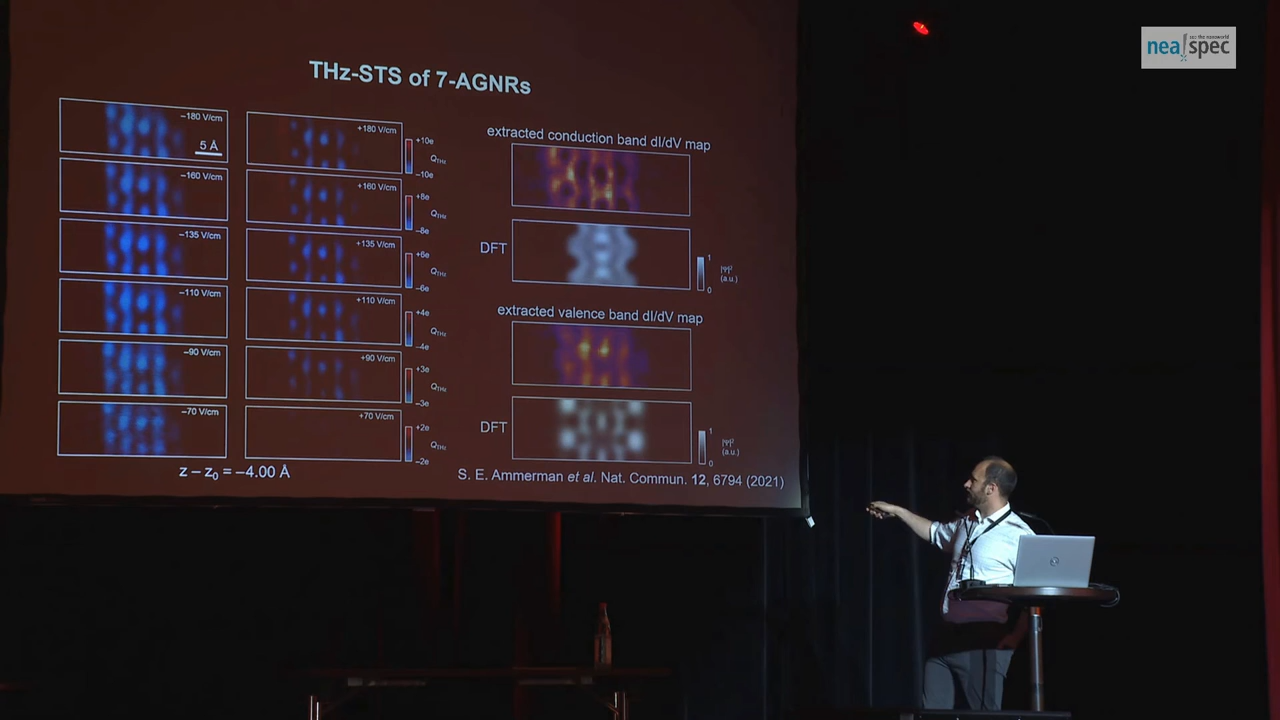 nea spec
see the nanoworld
THz-STS of 7-AGNRs
−180 V/cm
5 Å
−160 V/cm
−135 V/cm
−110 V/cm
−90 V/cm
−70 V/cm
z − z₀ = −4.00 Å
+180 V/cm
+10e
Q_THz
−10e
+160 V/cm
+8e
Q_THz
−8e
+135 V/cm
+6e
Q_THz
−6e
+110 V/cm
+4e
Q_THz
−4e
+90 V/cm
+3e
Q_THz
−3e
+70 V/cm
+2e
Q_THz
−2e
extracted conduction band dI/dV map
DFT
1
|Ψ|²
(a.u.)
0
extracted valence band dI/dV map
DFT
1
|Ψ|²
(a.u.)
0
S. E. Ammerman et al. Nat. Commun. 12, 6794 (2021)